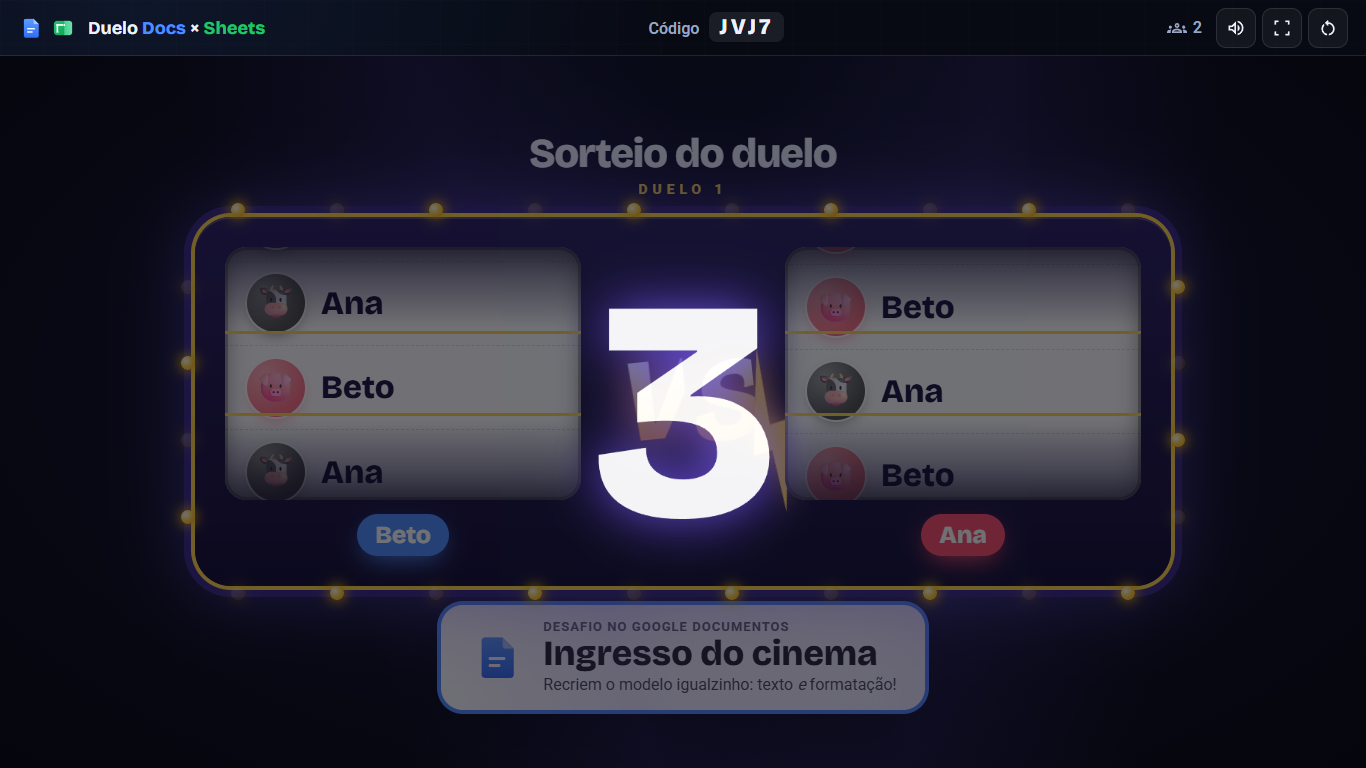 Duelo Docs × Sheets
Código JVJ7
2
Sorteio do duelo
DUELO 1
Ana
Beto
Ana
VS
3
Beto
Ana
Beto
Beto
Ana
DESAFIO NO GOOGLE DOCUMENTOS
Ingresso do cinema
Recriem o modelo igualzinho: texto e formatação!